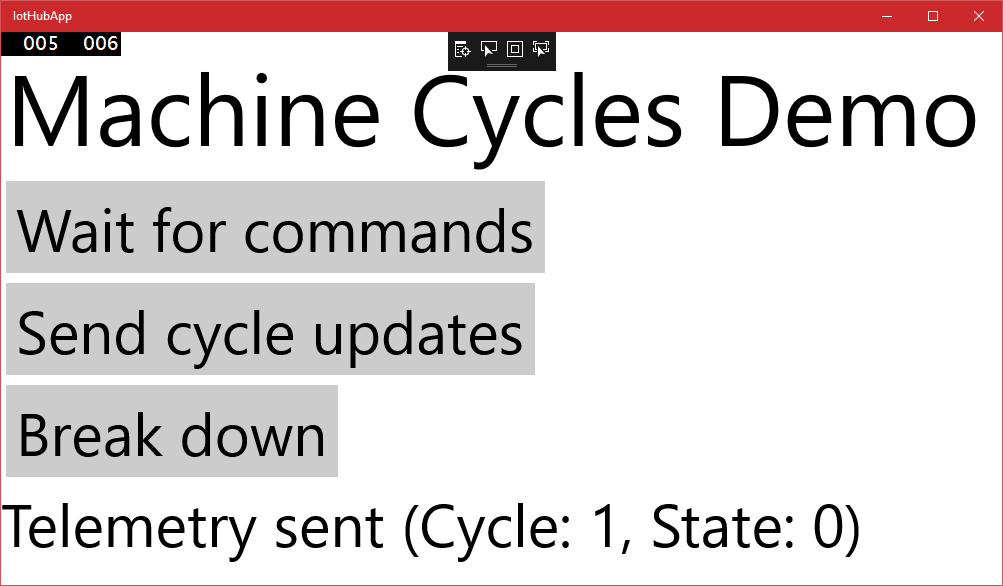 IotHubApp
005 006
Machine Cycles Demo
Wait for commands
Send cycle updates
Break down
Telemetry sent (Cycle: 1, State: 0)